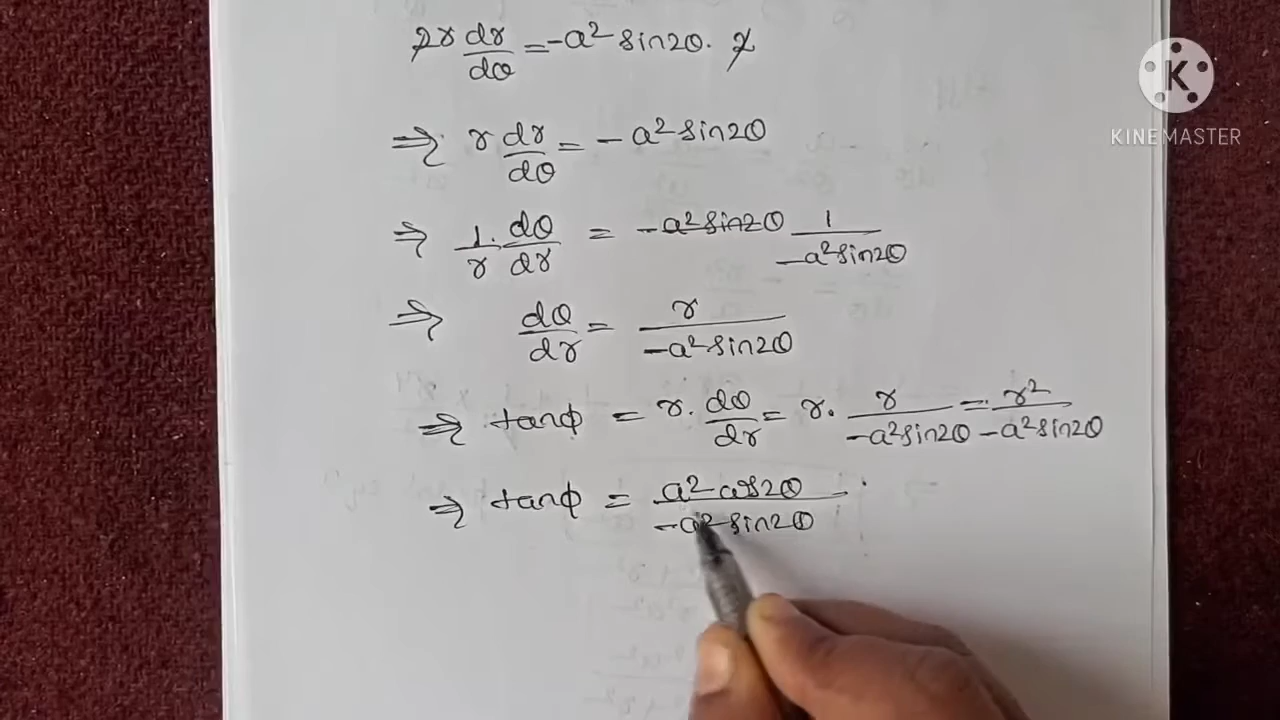 2r dr/dθ = -a² sin2θ. 2
⇒ r dr/dθ = -a² sin2θ
⇒ 1/r . dθ/dr = -a² sin2θ 1/-a² sin2θ
⇒ dθ/dr = r/-a² sin2θ
⇒ tanϕ = r. dθ/dr = r. r/-a² sin2θ = r²/-a² sin2θ
⇒ tanϕ = a² cos2θ/-a² sin2θ
K
KINEMASTER